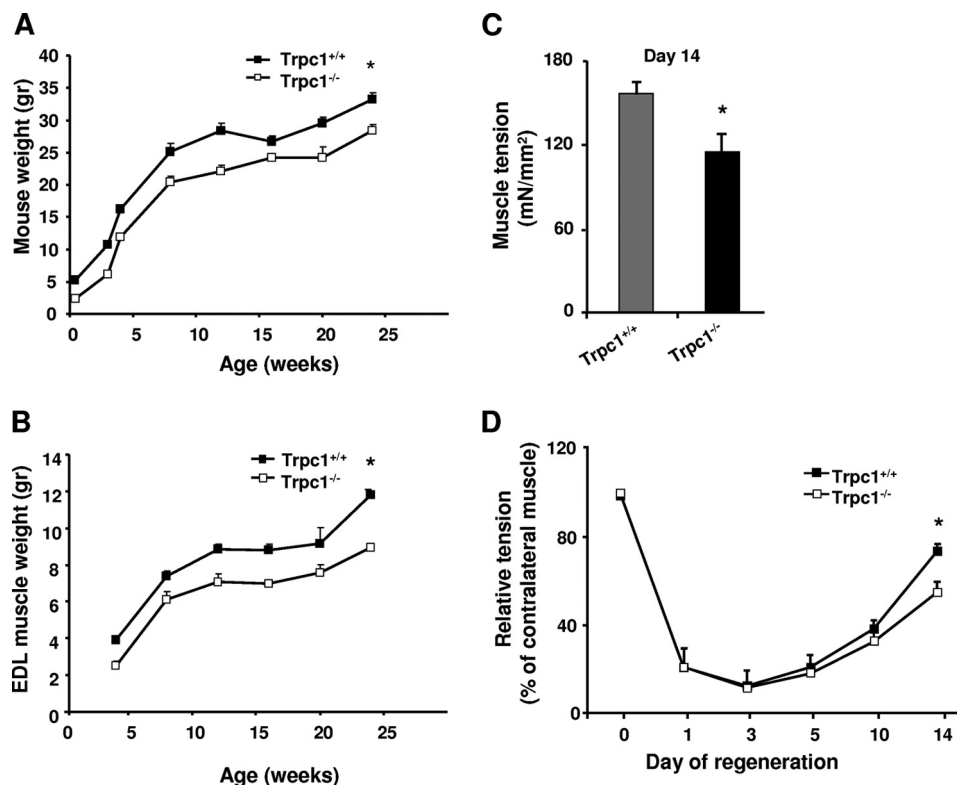 A
Mouse weight (gr)
40
35
30
25
20
15
10
5
0
Trpc1+/+
Trpc1-/-
*
0 5 10 15 20 25
Age (weeks)
B
EDL muscle weight (gr)
14
12
10
8
6
4
2
0
Trpc1+/+
Trpc1-/-
*
0 5 10 15 20 25
Age (weeks)
C
Day 14
Muscle tension
(mN/mm²)
180
120
60
0
*
Trpc1+/+
Trpc1-/-
D
Relative tension
(% of contralateral muscle)
120
80
40
0
Trpc1+/+
Trpc1-/-
*
0 1 3 5 10 14
Day of regeneration